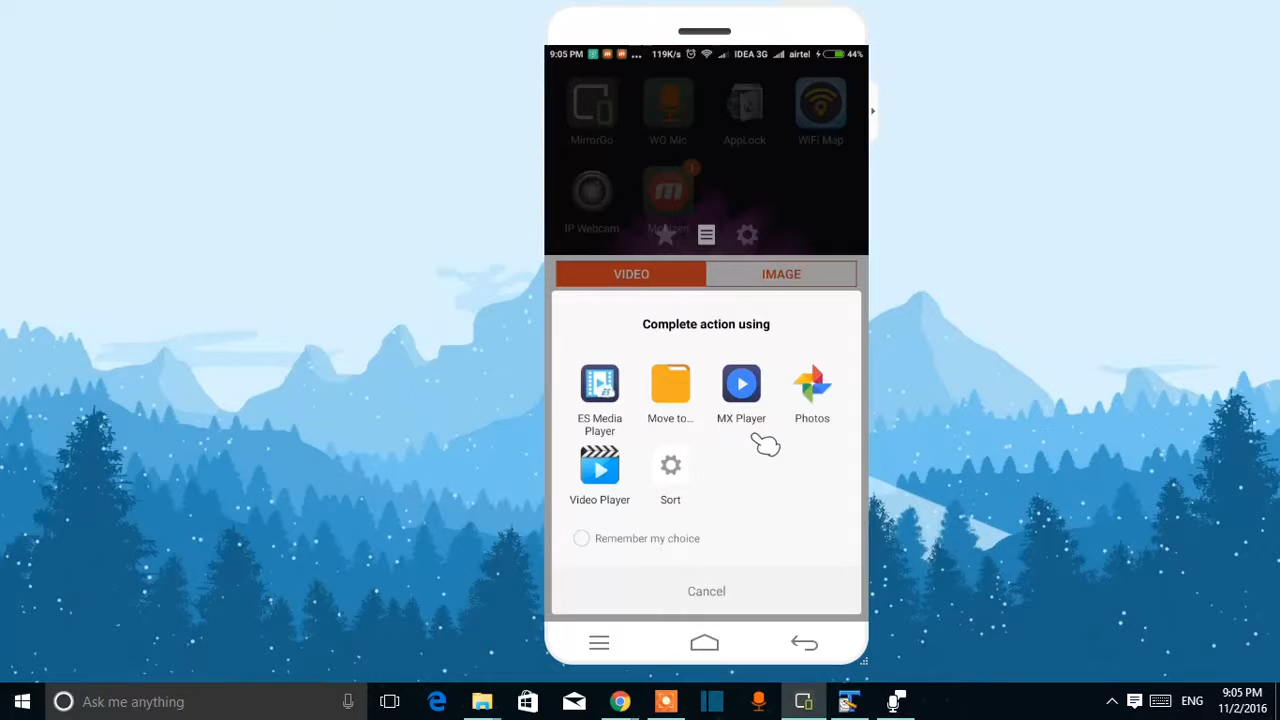 9:05 PM ... 119K/s IDEA 3G airtel 44%
MirrorGo WO Mic AppLock WiFi Map
1
IP Webcam
VIDEO IMAGE
Complete action using
ES Media Player Move to... MX Player Photos
Video Player Sort
Remember my choice
Cancel
Ask me anything
ENG
9:05 PM
11/2/2016